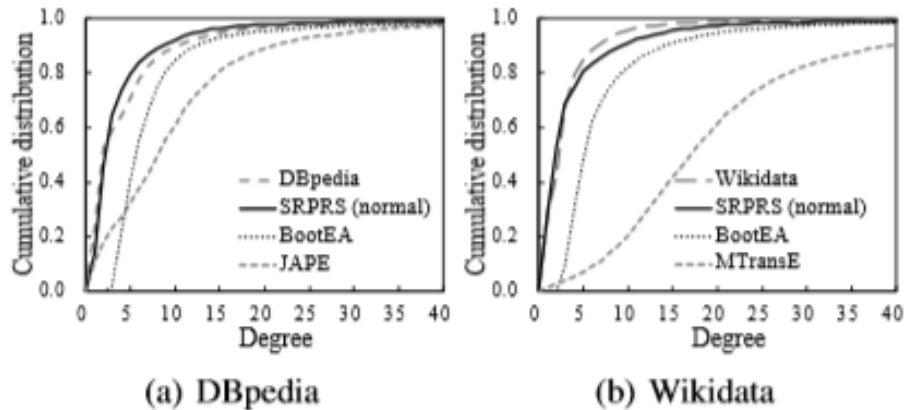 Cumulative distribution
1.0
0.8
0.6
0.4
0.2
0.0
DBpedia
SRPRS (normal)
BootEA
JAPE
0 5 10 15 20 25 30 35 40
Degree
(a) DBpedia
Cumulative distribution
1.0
0.8
0.6
0.4
0.2
0.0
Wikidata
SRPRS (normal)
BootEA
MTransE
0 5 10 15 20 25 30 35 40
Degree
(b) Wikidata